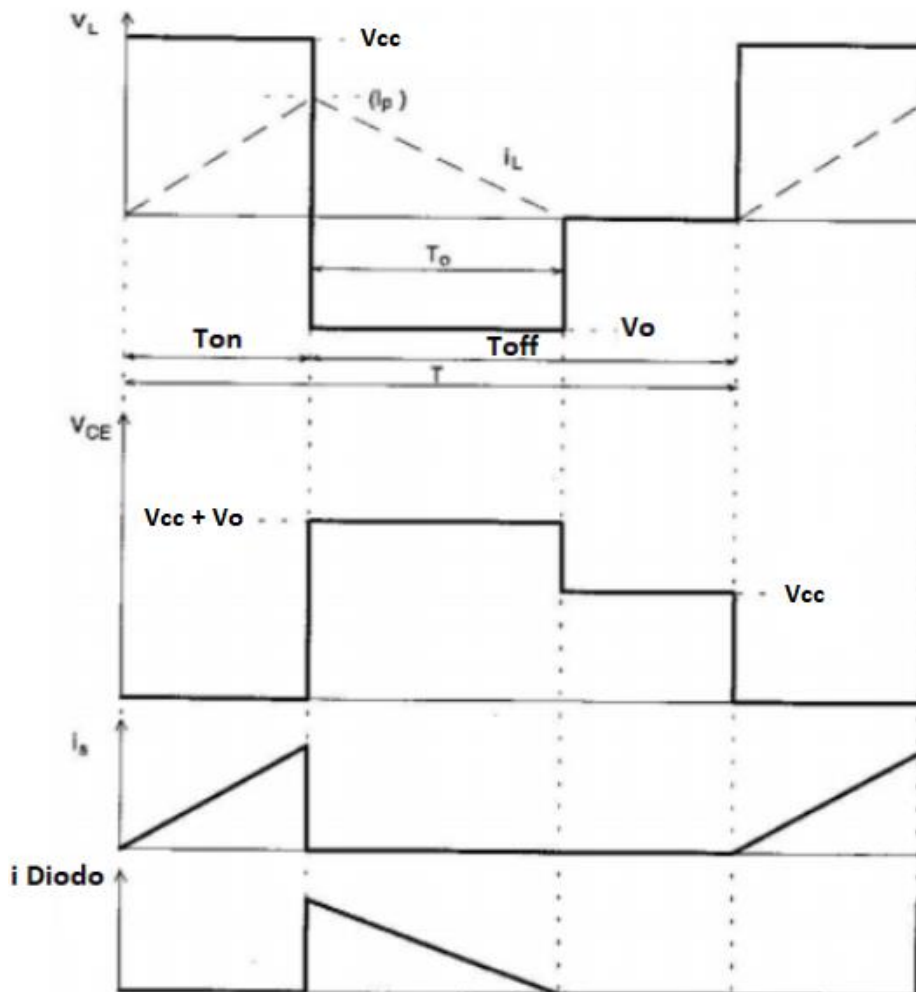 VL
Vcc
(Ip)
iL
To
Vo
Ton
Toff
T
VCE
Vcc + Vo
Vcc
is
i Diodo